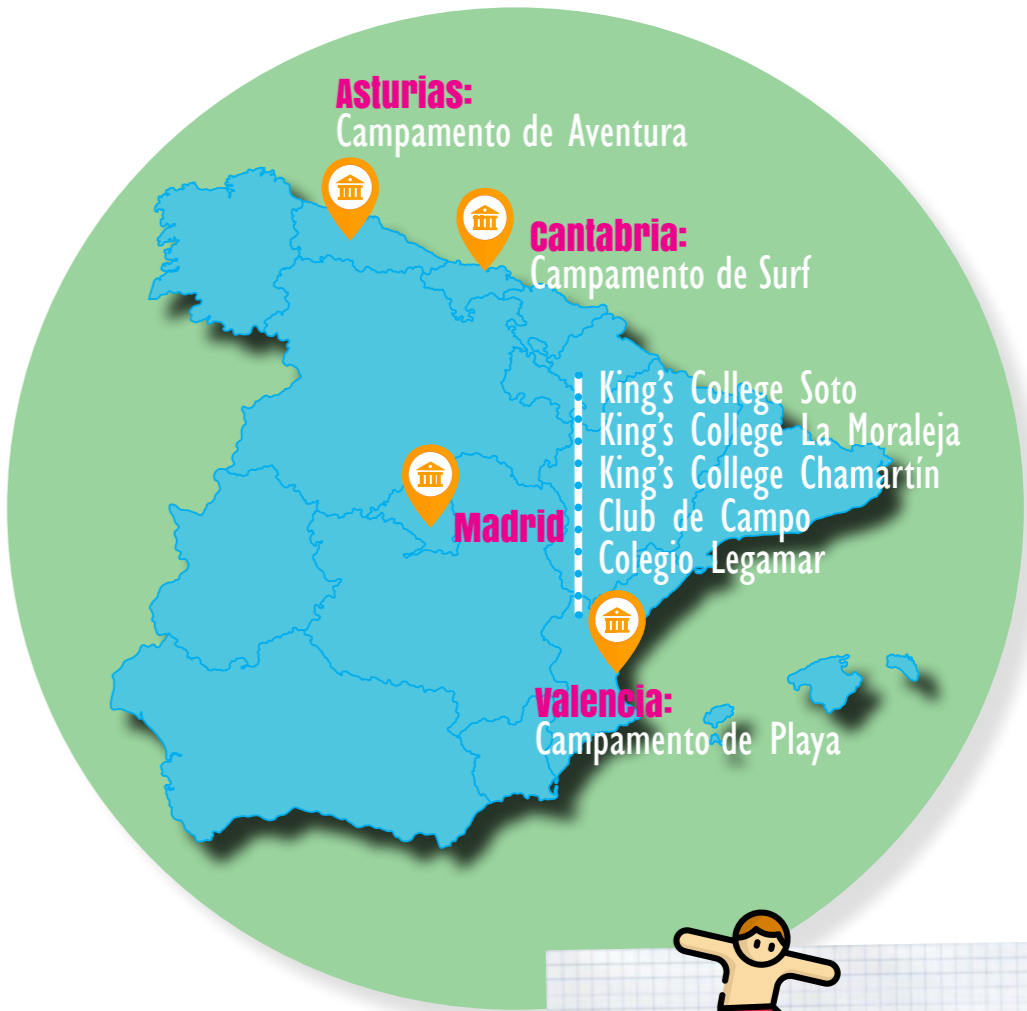 Asturias:
Campamento de Aventura
Cantabria:
Campamento de Surf
King's College Soto
King's College La Moraleja
King's College Chamartín
Club de Campo
Colegio Legamar
Madrid
Valencia:
Campamento de Playa